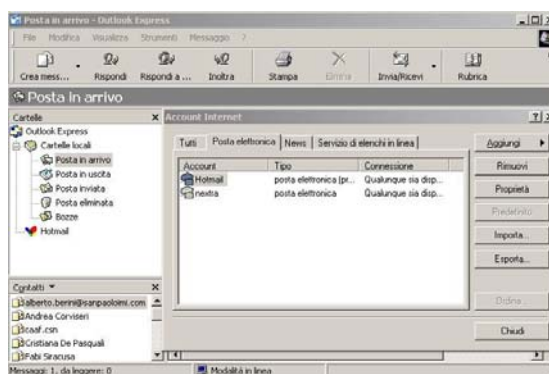 Posta in arrivo - Outlook Express
File Modifica Visualizza Strumenti Messaggio ?
Crea mess... Rispondi Rispondi a ... Inoltra Stampa Elimina Invia/Ricevi Rubrica
Posta in arrivo
Cartelle
Outlook Express
Cartelle locali
Posta in arrivo
Posta in uscita
Posta inviata
Posta eliminata
Bozze
Hotmail
Contatti
alberto.berini@sanpaoloimi.com
Andrea Corviseri
caaf.csn
Cristiana De Pasquali
Fabi Siracusa
Account Internet
Tutti Posta elettronica News Servizio di elenchi in linea
Account Tipo Connessione
Hotmail posta elettronica (pr... Qualunque sia disp...
nextra posta elettronica Qualunque sia disp...
Aggiungi
Rimuovi
Proprietà
Predefinito
Importa...
Esporta...
Ordina...
Chiudi
Messaggi: 1, da leggere: 0 Modalità in linea